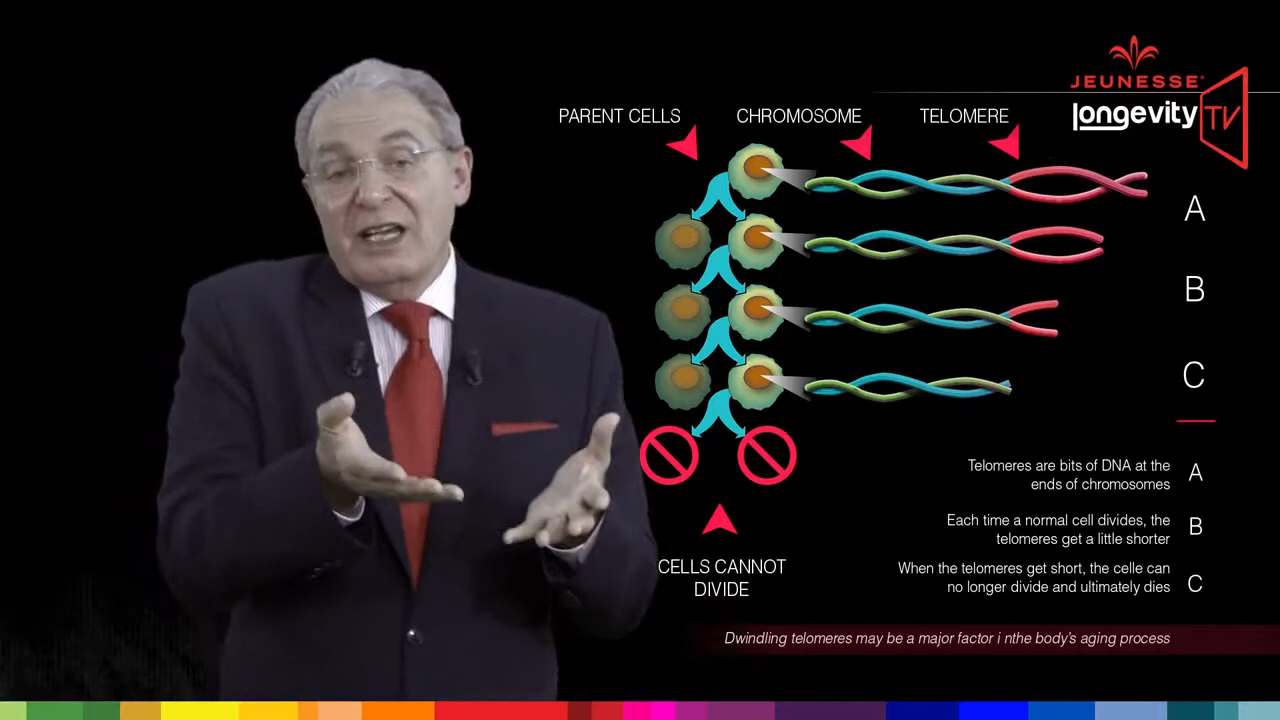 JEUNESSE
longevity TV
PARENT CELLS
CHROMOSOME
TELOMERE
A
B
C
Telomeres are bits of DNA at the
ends of chromosomes
A
Each time a normal cell divides, the
telomeres get a little shorter
B
When the telomeres get short, the celle can
no longer divide and ultimately dies
C
CELLS CANNOT
DIVIDE
Dwindling telomeres may be a major factor i nthe body's aging process